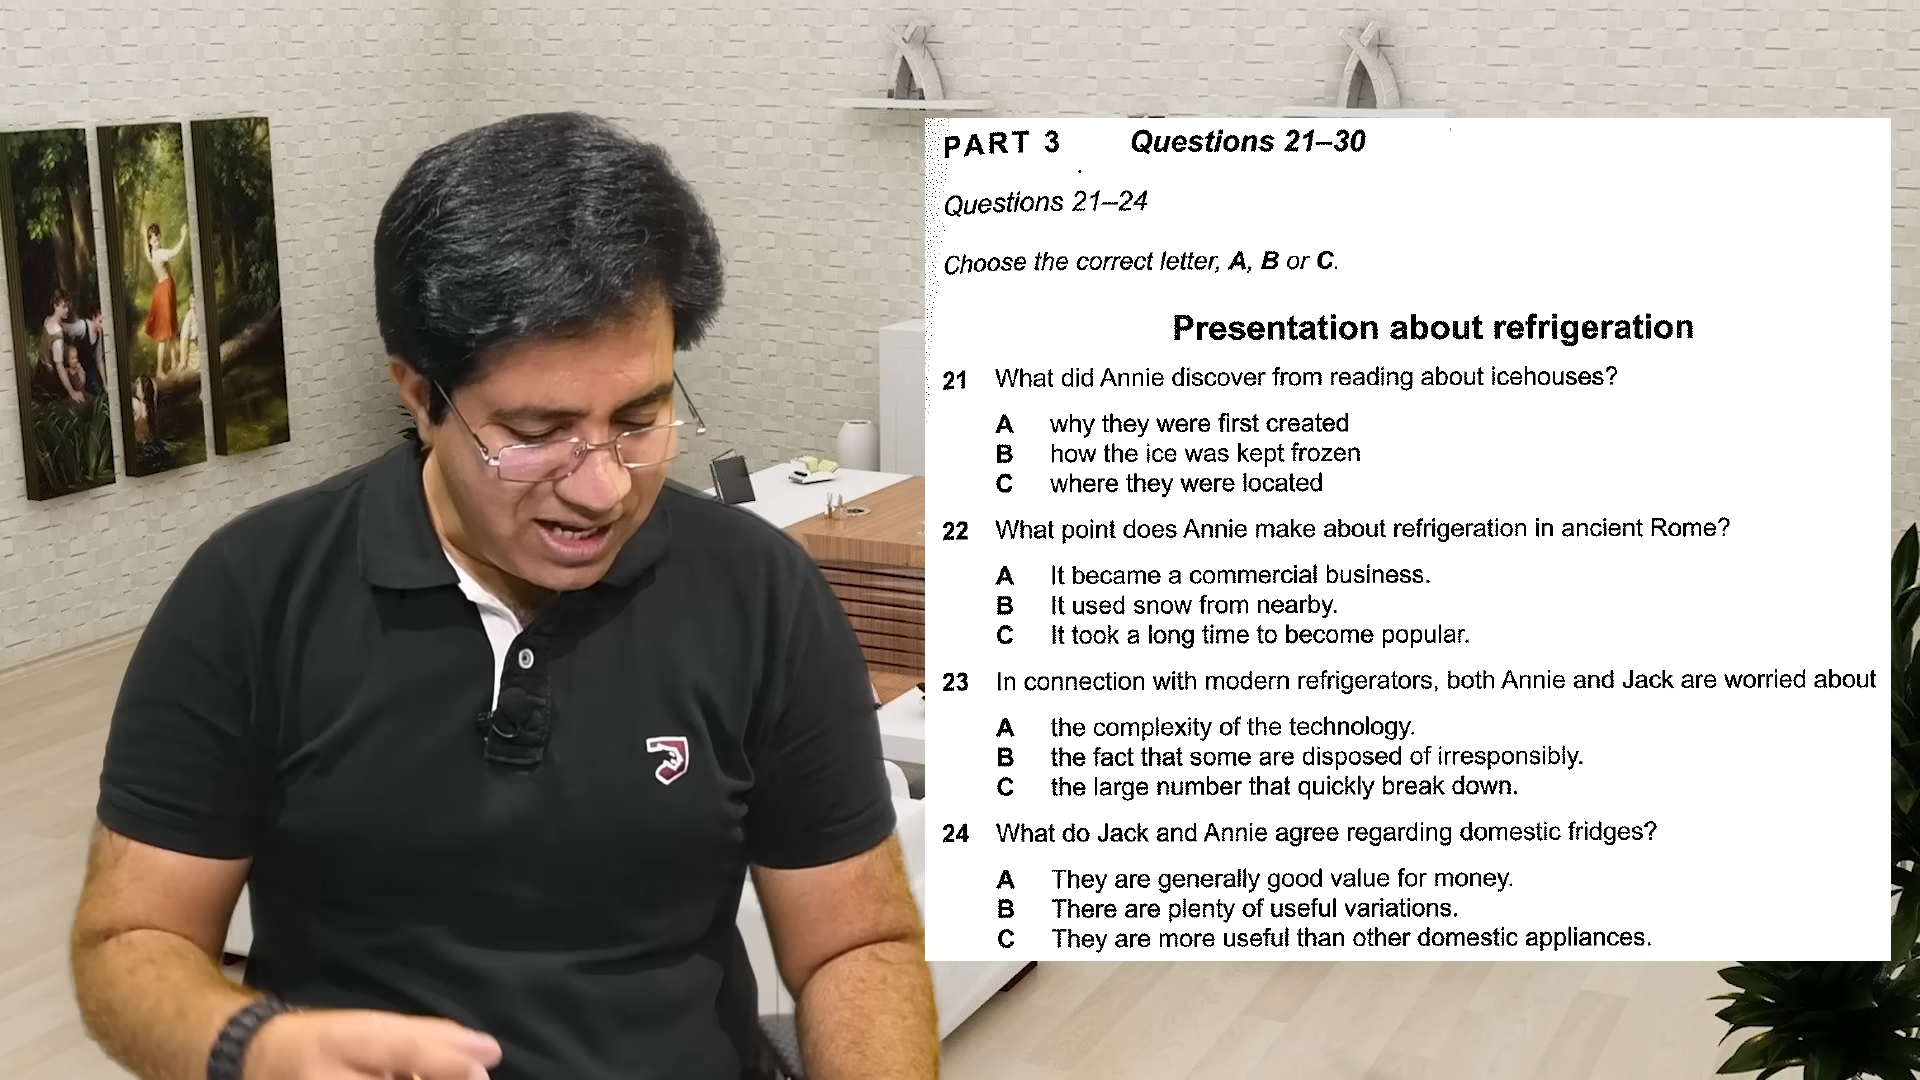 PART 3 Questions 21–30
Questions 21–24
Choose the correct letter, A, B or C.
Presentation about refrigeration
21 What did Annie discover from reading about icehouses?
A why they were first created
B how the ice was kept frozen
C where they were located
22 What point does Annie make about refrigeration in ancient Rome?
A It became a commercial business.
B It used snow from nearby.
C It took a long time to become popular.
23 In connection with modern refrigerators, both Annie and Jack are worried about
A the complexity of the technology.
B the fact that some are disposed of irresponsibly.
C the large number that quickly break down.
24 What do Jack and Annie agree regarding domestic fridges?
A They are generally good value for money.
B There are plenty of useful variations.
C They are more useful than other domestic appliances.